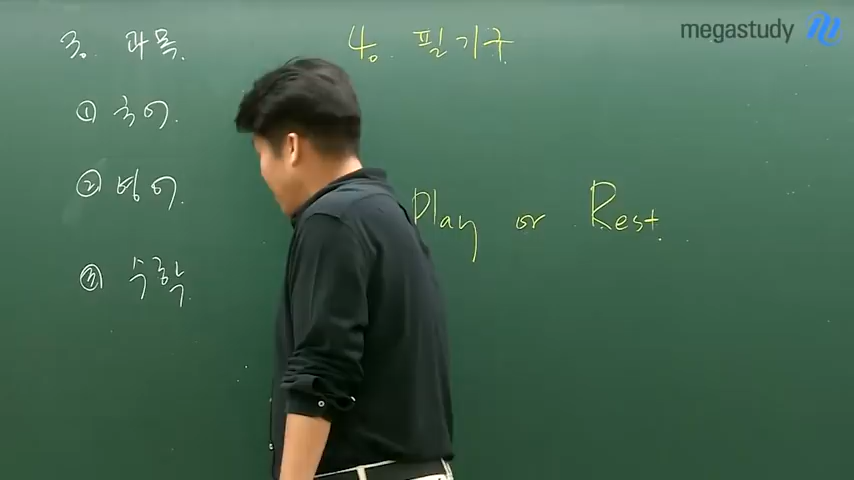 3. 과목.
① 국어.
② 영어.
③ 수학.
4. 필기구.
Play or Rest.
megastudy